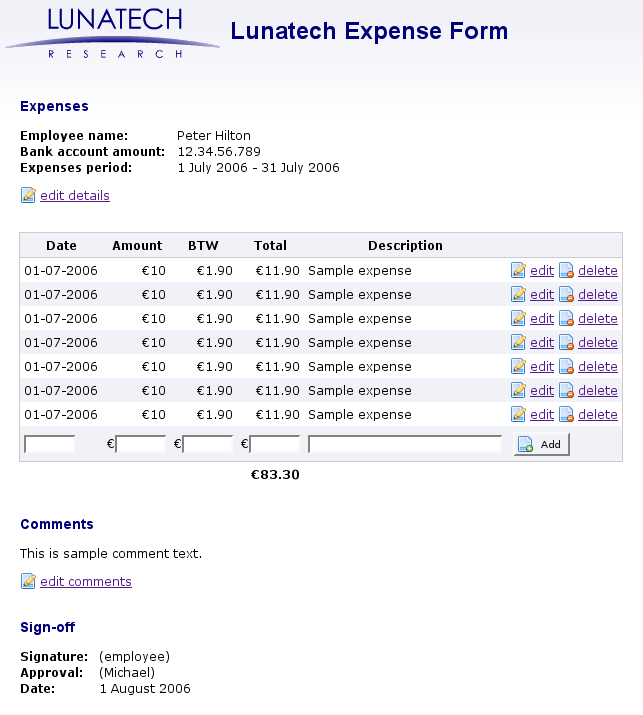 LUNATECH
RESEARCH
Lunatech Expense Form
Expenses
Employee name: Peter Hilton
Bank account amount: 12.34.56.789
Expenses period: 1 July 2006 - 31 July 2006
edit details
Date Amount BTW Total Description
01-07-2006 €10 €1.90 €11.90 Sample expense edit delete
01-07-2006 €10 €1.90 €11.90 Sample expense edit delete
01-07-2006 €10 €1.90 €11.90 Sample expense edit delete
01-07-2006 €10 €1.90 €11.90 Sample expense edit delete
01-07-2006 €10 €1.90 €11.90 Sample expense edit delete
01-07-2006 €10 €1.90 €11.90 Sample expense edit delete
01-07-2006 €10 €1.90 €11.90 Sample expense edit delete
€ € € Add
€83.30
Comments
This is sample comment text.
edit comments
Sign-off
Signature: (employee)
Approval: (Michael)
Date: 1 August 2006